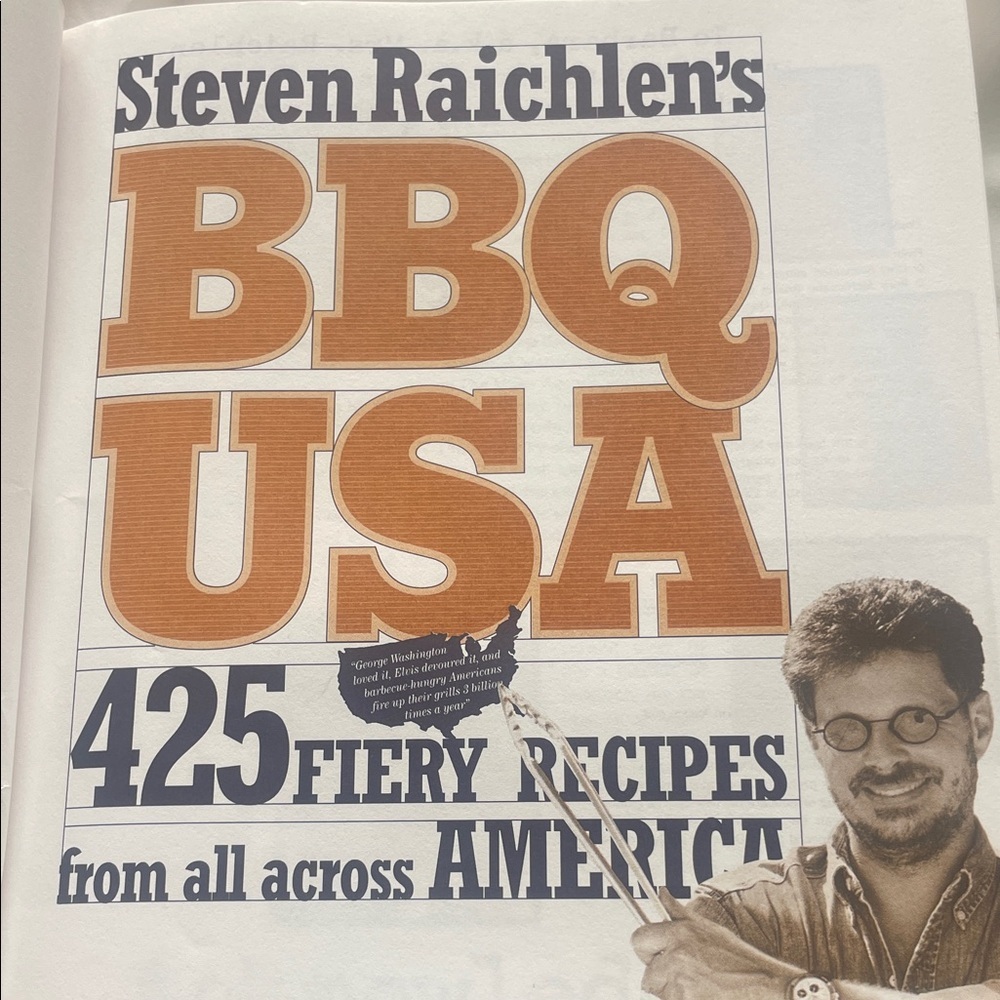 Steven Raichlen's
BBQ
USA
"George Washington
loved it, Elvis devoured it, and
barbecue-hungry Americans
fire up their grills 3 billion
times a year"
425 FIERY RECIPES
from all across AMERICA